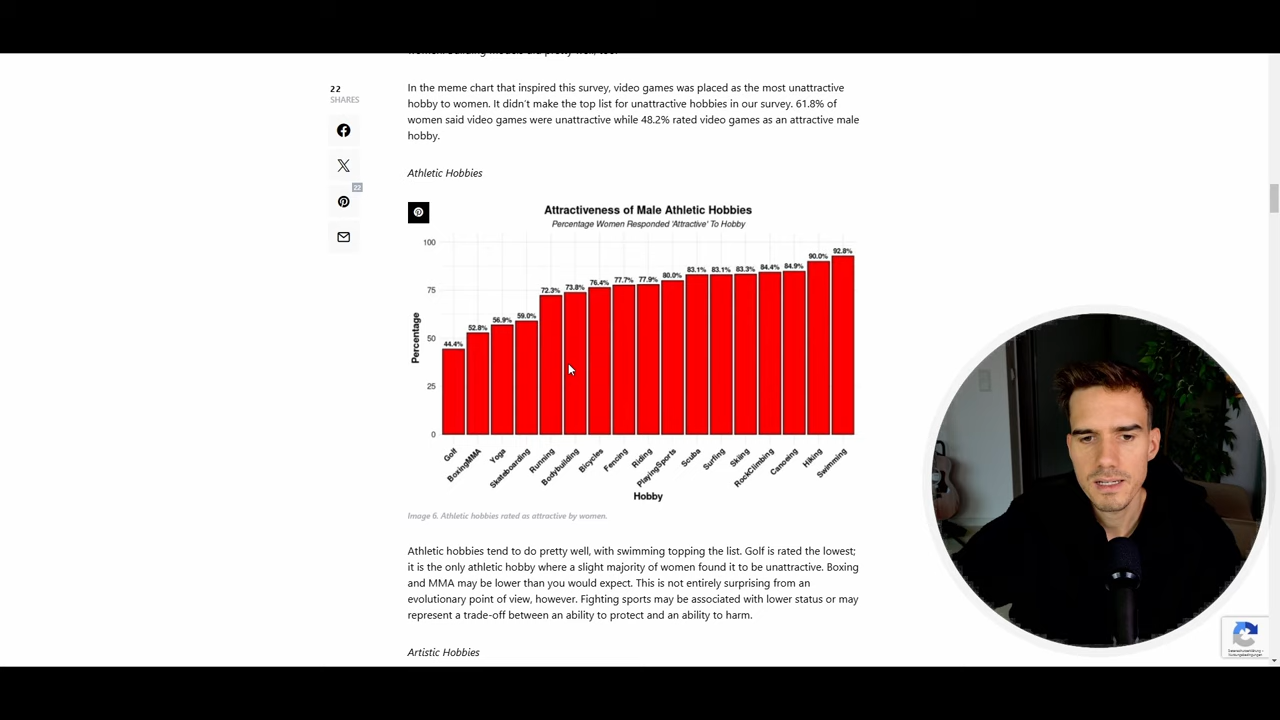 22
SHARES
22
In the meme chart that inspired this survey, video games was placed as the most unattractive
hobby to women. It didn't make the top list for unattractive hobbies in our survey. 61.8% of
women said video games were unattractive while 48.2% rated video games as an attractive male
hobby.
Athletic Hobbies
Attractiveness of Male Athletic Hobbies
Percentage Women Responded 'Attractive' To Hobby
Percentage
100
75
50
25
0
44.4%
52.8%
56.9%
59.0%
72.3%
73.8%
76.4%
77.7%
77.9%
80.0%
83.1%
83.1%
83.3%
84.4%
84.9%
90.0%
92.8%
Golf
BoxingMMA
Yoga
Skateboarding
Running
Bodybuilding
Bicycles
Fencing
Riding
PlayingSports
Scuba
Surfing
Skiing
RockClimbing
Canoeing
Hiking
Swimming
Hobby
Image 6. Athletic hobbies rated as attractive by women.
Athletic hobbies tend to do pretty well, with swimming topping the list. Golf is rated the lowest;
it is the only athletic hobby where a slight majority of women found it to be unattractive. Boxing
and MMA may be lower than you would expect. This is not entirely surprising from an
evolutionary point of view, however. Fighting sports may be associated with lower status or may
represent a trade-off between an ability to protect and an ability to harm.
Artistic Hobbies